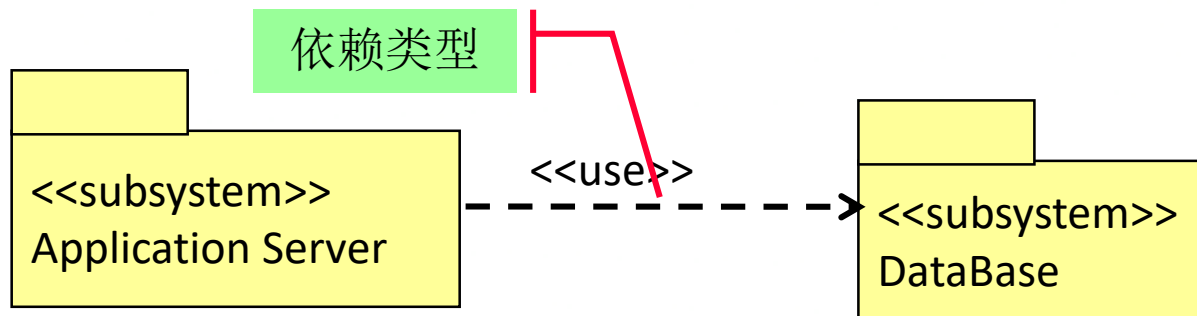 依赖类型
<<use>>
<<subsystem>>
Application Server
<<subsystem>>
DataBase